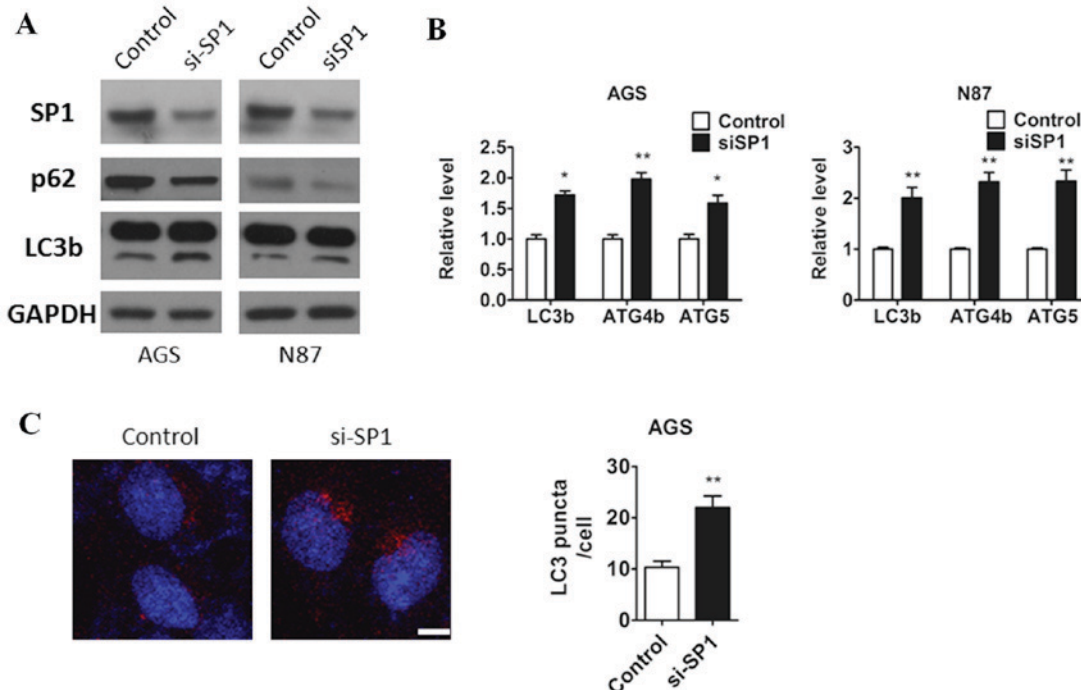 A
Control
si-SP1
Control
siSP1
SP1
p62
LC3b
GAPDH
AGS
N87
B
AGS
Control
siSP1
Relative level
2.5
2.0
1.5
1.0
0.5
0.0
*
**
*
LC3b
ATG4b
ATG5
N87
Control
siSP1
Relative level
3
2
1
0
**
**
**
LC3b
ATG4b
ATG5
C
Control
si-SP1
AGS
LC3 puncta
/cell
30
20
10
0
**
Control
si-SP1